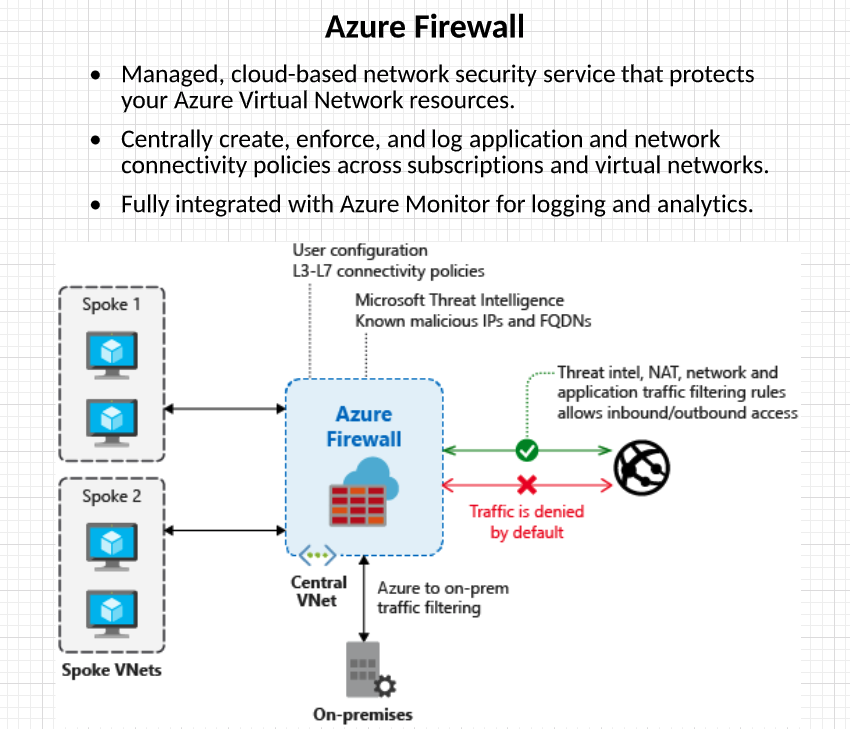 Azure Firewall
• Managed, cloud-based network security service that protects
your Azure Virtual Network resources.
• Centrally create, enforce, and log application and network
connectivity policies across subscriptions and virtual networks.
• Fully integrated with Azure Monitor for logging and analytics.
User configuration
L3-L7 connectivity policies
Microsoft Threat Intelligence
Known malicious IPs and FQDNs
Spoke 1
Threat intel, NAT, network and
application traffic filtering rules
allows inbound/outbound access
Azure
Firewall
Spoke 2
Traffic is denied
by default
Central
VNet
Azure to on-prem
traffic filtering
Spoke VNets
On-premises